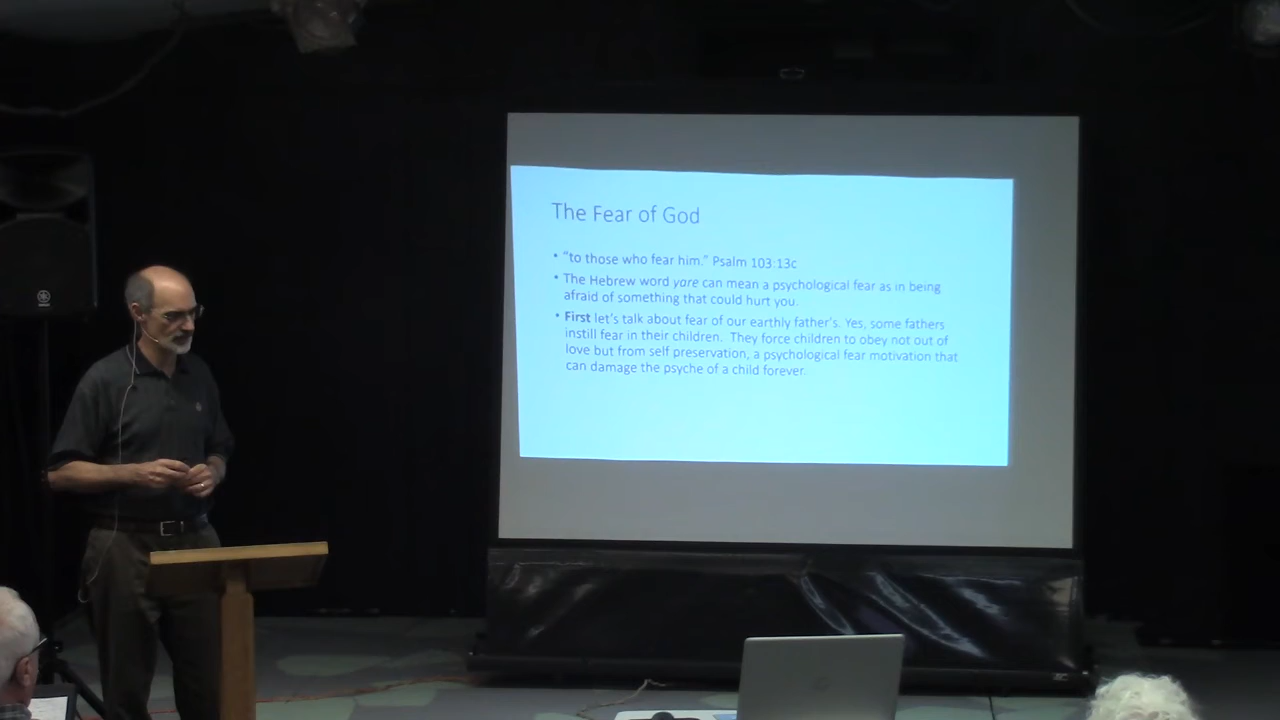 The Fear of God
• “to those who fear him.” Psalm 103:13c
• The Hebrew word yare can mean a psychological fear as in being
afraid of something that could hurt you.
• First let’s talk about fear of our earthly father’s. Yes, some fathers
instill fear in their children. They force children to obey not out of
love but from self preservation, a psychological fear motivation that
can damage the psyche of a child forever.